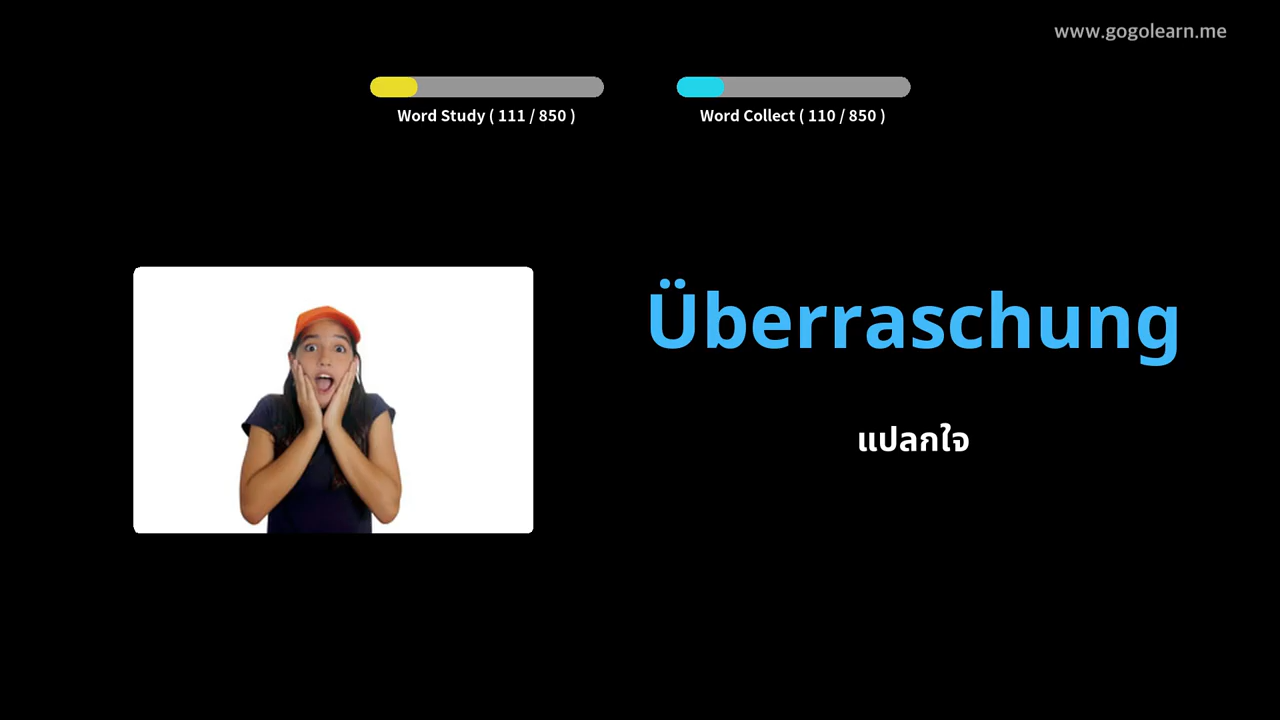 www.gogolearn.me
Word Study ( 111 / 850 )
Word Collect ( 110 / 850 )
Überraschung
แปลกใจ